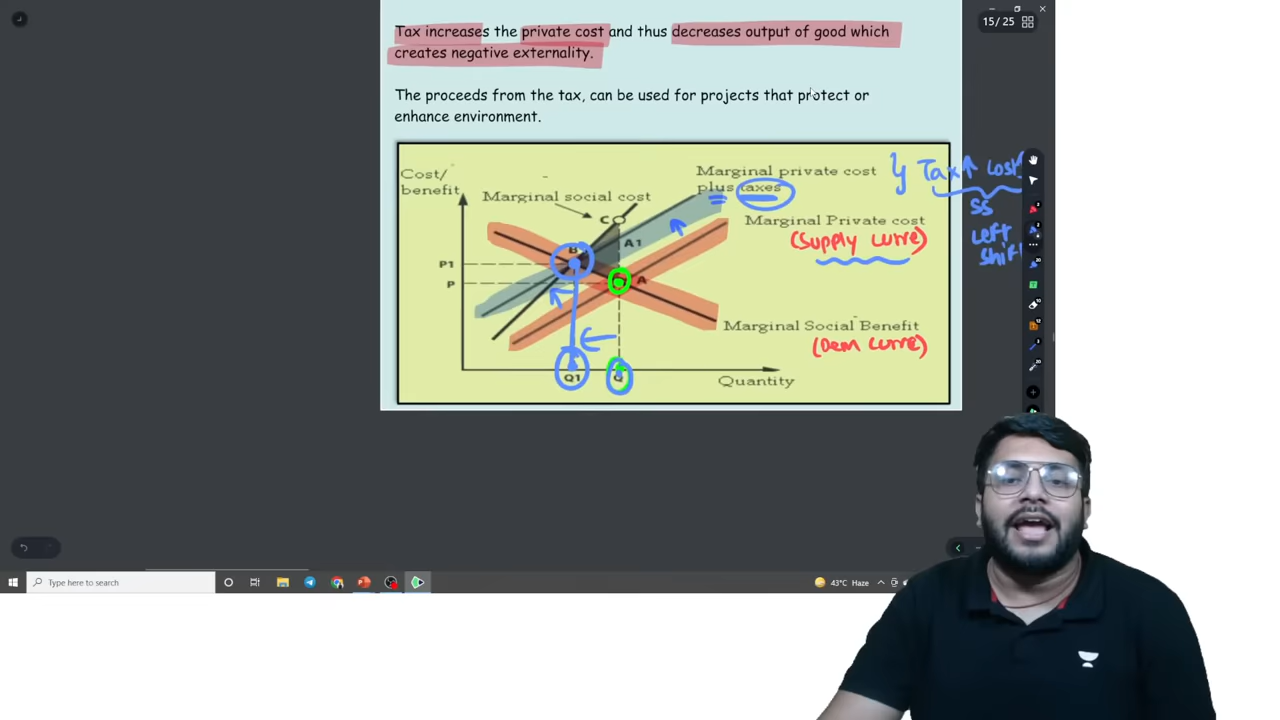 15/ 25
Tax increases the private cost and thus decreases output of good which
creates negative externality.
The proceeds from the tax, can be used for projects that protect or
enhance environment.
Cost/
benefit
Marginal social cost
Marginal private cost
plus taxes
Tax↑ Cost↑
SS
Left
shift
Marginal Private cost
(Supply Curve)
C
A1
B
P1
P
A
Marginal Social Benefit
(Dem Curve)
Q1
Q
Quantity
Type here to search
43°C Haze